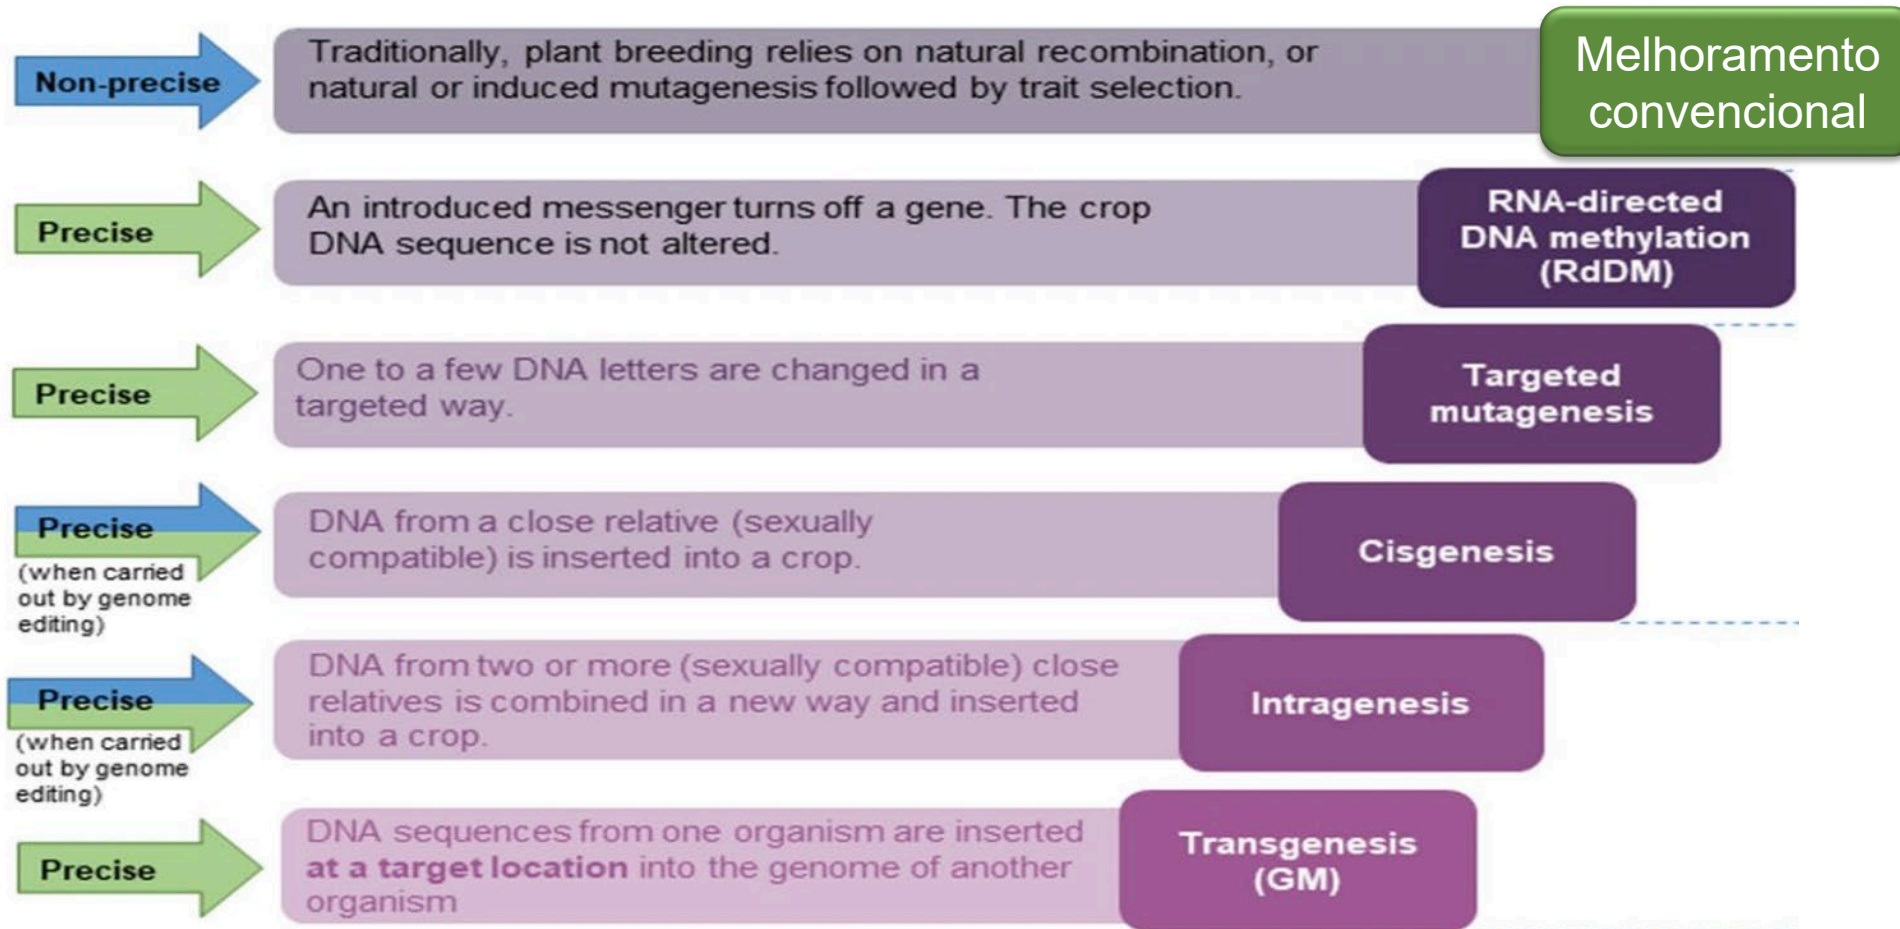 Non-precise
Traditionally, plant breeding relies on natural recombination, or
natural or induced mutagenesis followed by trait selection.
Melhoramento
convencional
Precise
An introduced messenger turns off a gene. The crop
DNA sequence is not altered.
RNA-directed
DNA methylation
(RdDM)
Precise
One to a few DNA letters are changed in a
targeted way.
Targeted
mutagenesis
Precise
(when carried
out by genome
editing)
DNA from a close relative (sexually
compatible) is inserted into a crop.
Cisgenesis
Precise
(when carried
out by genome
editing)
DNA from two or more (sexually compatible) close
relatives is combined in a new way and inserted
into a crop.
Intragenesis
Precise
DNA sequences from one organism are inserted
at a target location into the genome of another
organism
Transgenesis
(GM)